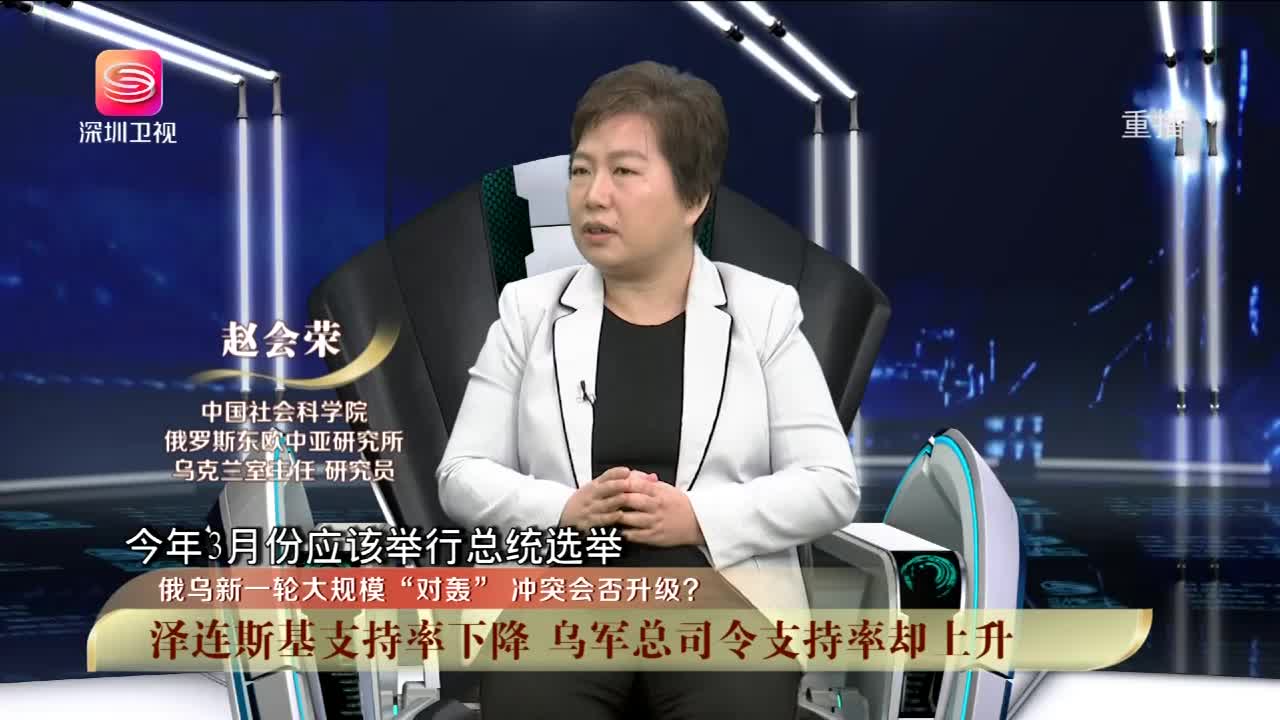 深圳卫视
重播
赵会荣
中国社会科学院
俄罗斯东欧中亚研究所
乌克兰室主任 研究员
今年3月份应该举行总统选举
俄乌新一轮大规模“对轰” 冲突会否升级？
泽连斯基支持率下降 乌军总司令支持率却上升